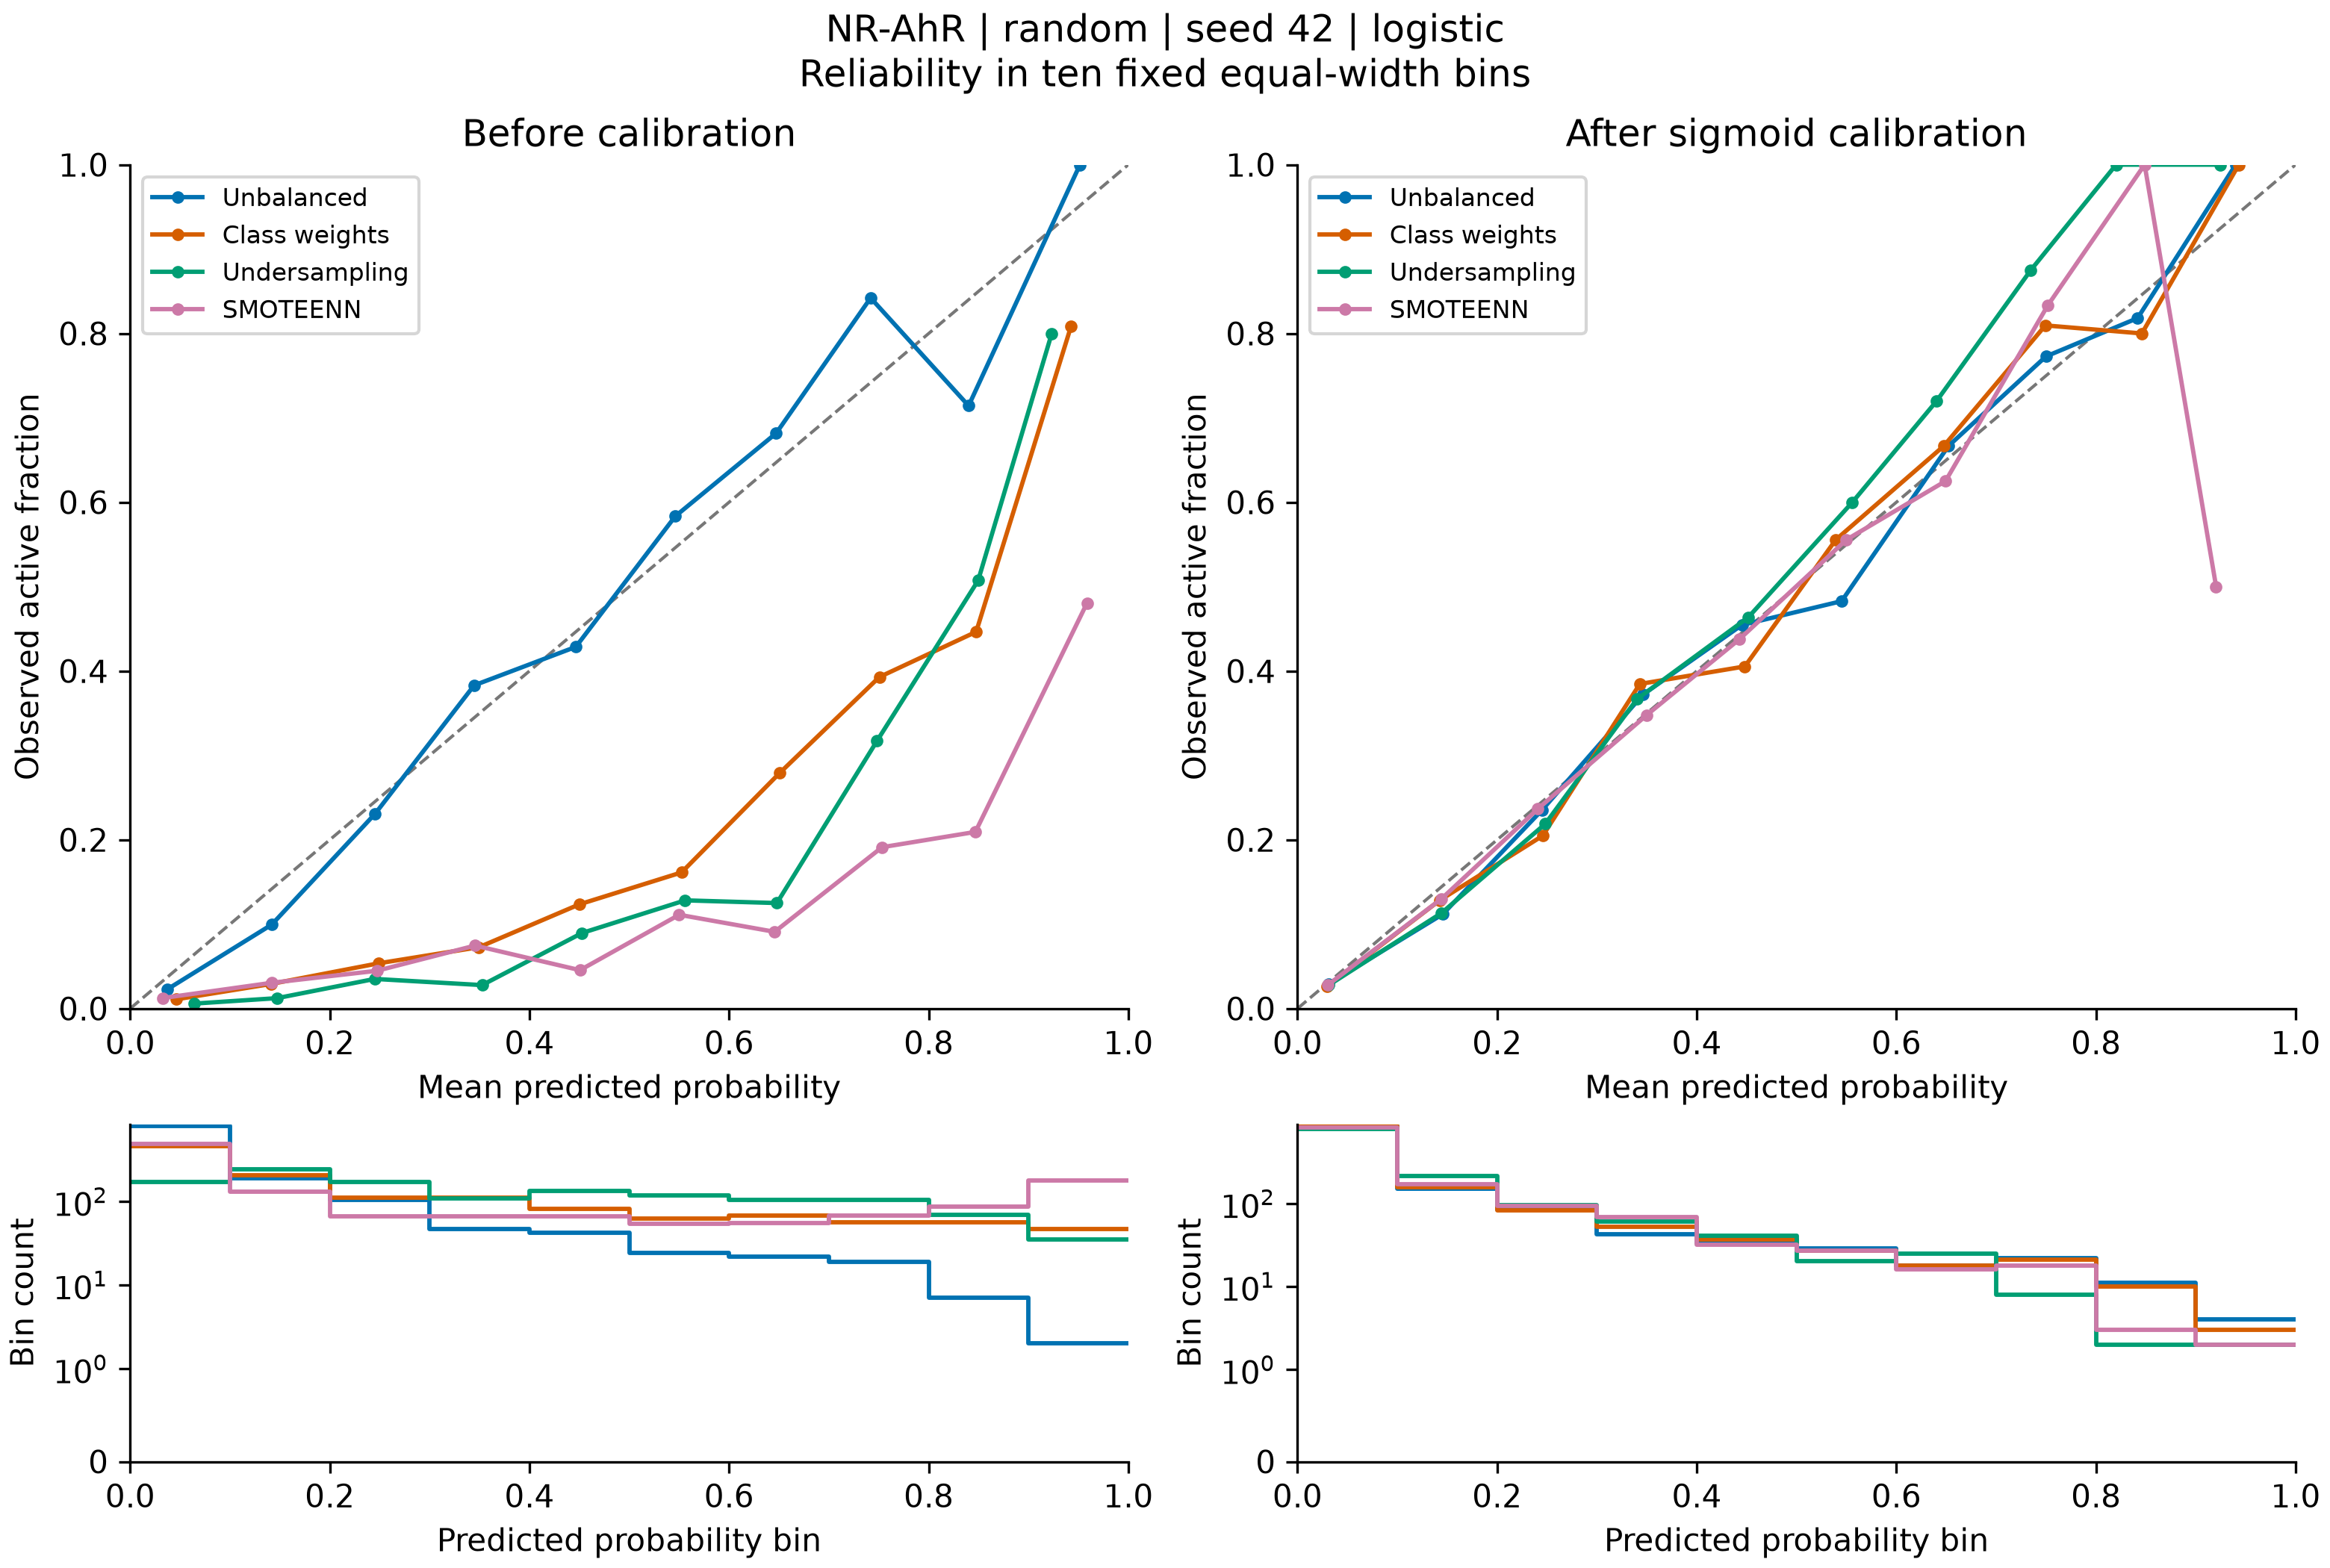 NR-AhR | random | seed 42 | logistic
Reliability in ten fixed equal-width bins
Before calibration
1.0
0.8
0.6
0.4
0.2
0.0
Observed active fraction
Unbalanced
Class weights
Undersampling
SMOTEENN
0.0 0.2 0.4 0.6 0.8 1.0
Mean predicted probability
After sigmoid calibration
1.0
0.8
0.6
0.4
0.2
0.0
Observed active fraction
Unbalanced
Class weights
Undersampling
SMOTEENN
0.0 0.2 0.4 0.6 0.8 1.0
Mean predicted probability
10²
10¹
10⁰
0
Bin count
0.0 0.2 0.4 0.6 0.8 1.0
Predicted probability bin
10²
10¹
10⁰
0
Bin count
0.0 0.2 0.4 0.6 0.8 1.0
Predicted probability bin